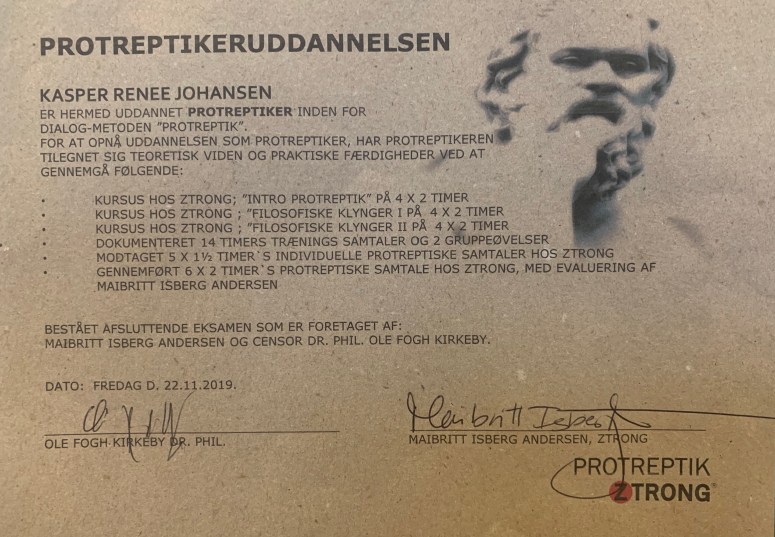 PROTREPTIKERUDDANNELSEN
KASPER RENEE JOHANSEN
ER HERMED UDDANNET PROTREPTIKER INDEN FOR
DIALOG-METODEN "PROTREPTIK".
FOR AT OPNÅ UDDANNELSEN SOM PROTREPTIKER, HAR PROTREPTIKEREN
TILEGNET SIG TEORETISK VIDEN OG PRAKTISKE FÆRDIGHEDER VED AT
GENNEMGÅ FØLGENDE:
• KURSUS HOS ZTRONG; "INTRO PROTREPTIK" PÅ 4 X 2 TIMER
• KURSUS HOS ZTRONG ; "FILOSOFISKE KLYNGER I PÅ 4 X 2 TIMER
• KURSUS HOS ZTRONG ; "FILOSOFISKE KLYNGER II PÅ 4 X 2 TIMER
• DOKUMENTERET 14 TIMERS TRÆNINGS SAMTALER OG 2 GRUPPEØVELSER
• MODTAGET 5 X 1½ TIMER`S INDIVIDUELLE PROTREPTISKE SAMTALER HOS ZTRONG
• GENNEMFØRT 6 X 2 TIMER`S PROTREPTISKE SAMTALE HOS ZTRONG, MED EVALUERING AF
MAIBRITT ISBERG ANDERSEN
BESTÅET AFSLUTTENDE EKSAMEN SOM ER FORETAGET AF:
MAIBRITT ISBERG ANDERSEN OG CENSOR DR. PHIL. OLE FOGH KIRKEBY.
DATO: FREDAG D. 22.11.2019.
Maibritt Isberg
OLE FOGH KIRKEBY DR. PHIL.
MAIBRITT ISBERG ANDERSEN, ZTRONG
PROTREPTIK
ZTRONG®